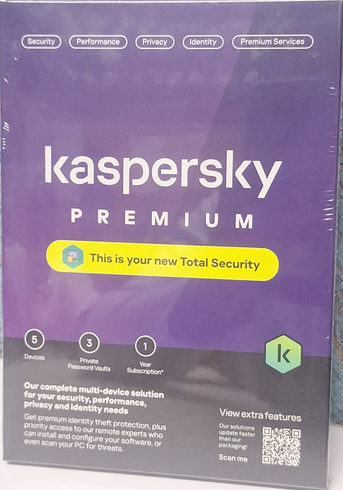 Security Performance Privacy Identity Premium Services
kaspersky
PREMIUM
This is your new Total Security
5 3 1
Devices Private Year
Password Vaults Subscription*
k
Our complete multi-device solution
for your security, performance,
privacy and identity needs
Get premium identity theft protection, plus
priority access to our remote experts who
can install and configure your software, or
even scan your PC for threats.
View extra features
Our solutions
update faster
than our
packaging!
Scan me